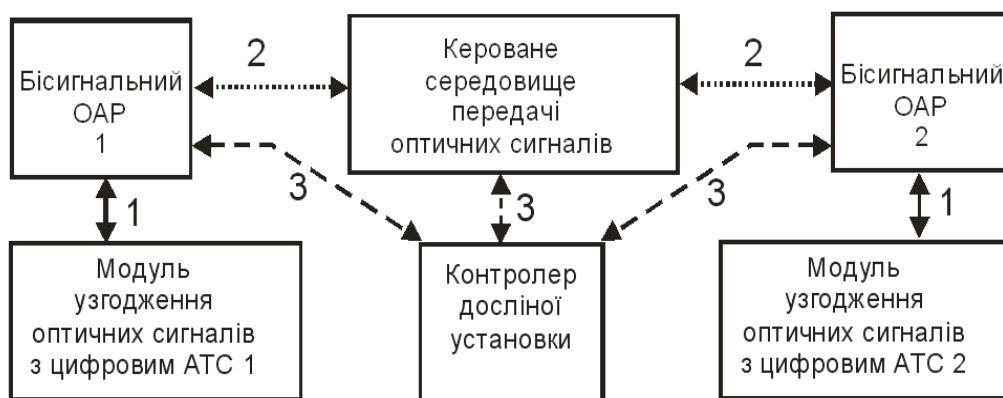 Бісигнальний
ОАР
1
2
Кероване
середовище
передачі
оптичних сигналів
2
Бісигнальний
ОАР
2
3
3
3
1
1
Модуль
узгодження
оптичних сигналів
з цифровим АТС 1
Контролер
дослiної
установки
Модуль
узгодження
оптичних сигналів
з цифровим АТС 2